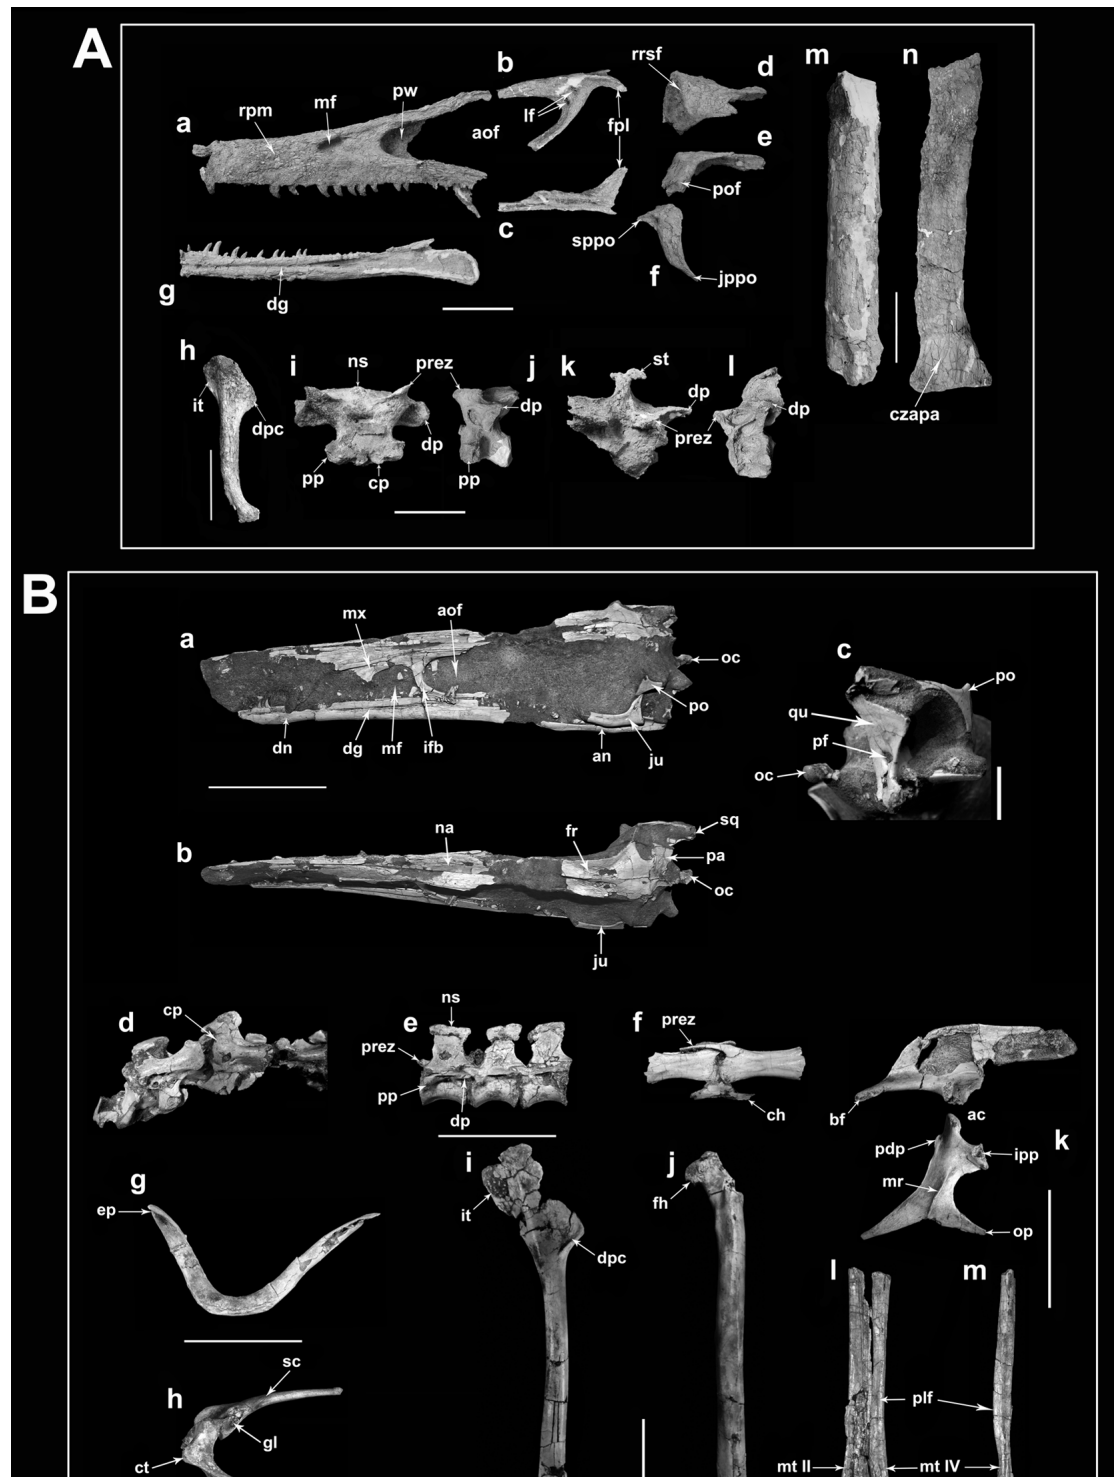 A
a
rpm
mf
pw
aof
b
lf
fpl
c
rrsf
d
e
pof
sppo
f
jppo
g
dg
m
n
czapa
h
it
dpc
i
ns
prez
j
dp
dp
pp
cp
pp
k
st
l
dp
prez
dp
B
a
mx
aof
oc
po
dn
dg
mf
ifb
an
ju
c
po
qu
pf
oc
b
na
fr
sq
pa
oc
ju
d
cp
e
ns
prez
pp
dp
f
prez
ch
bf
ac
k
pdp
ipp
mr
op
g
ep
i
it
dpc
j
fh
l
m
plf
mt II
mt IV
h
sc
gl
ct